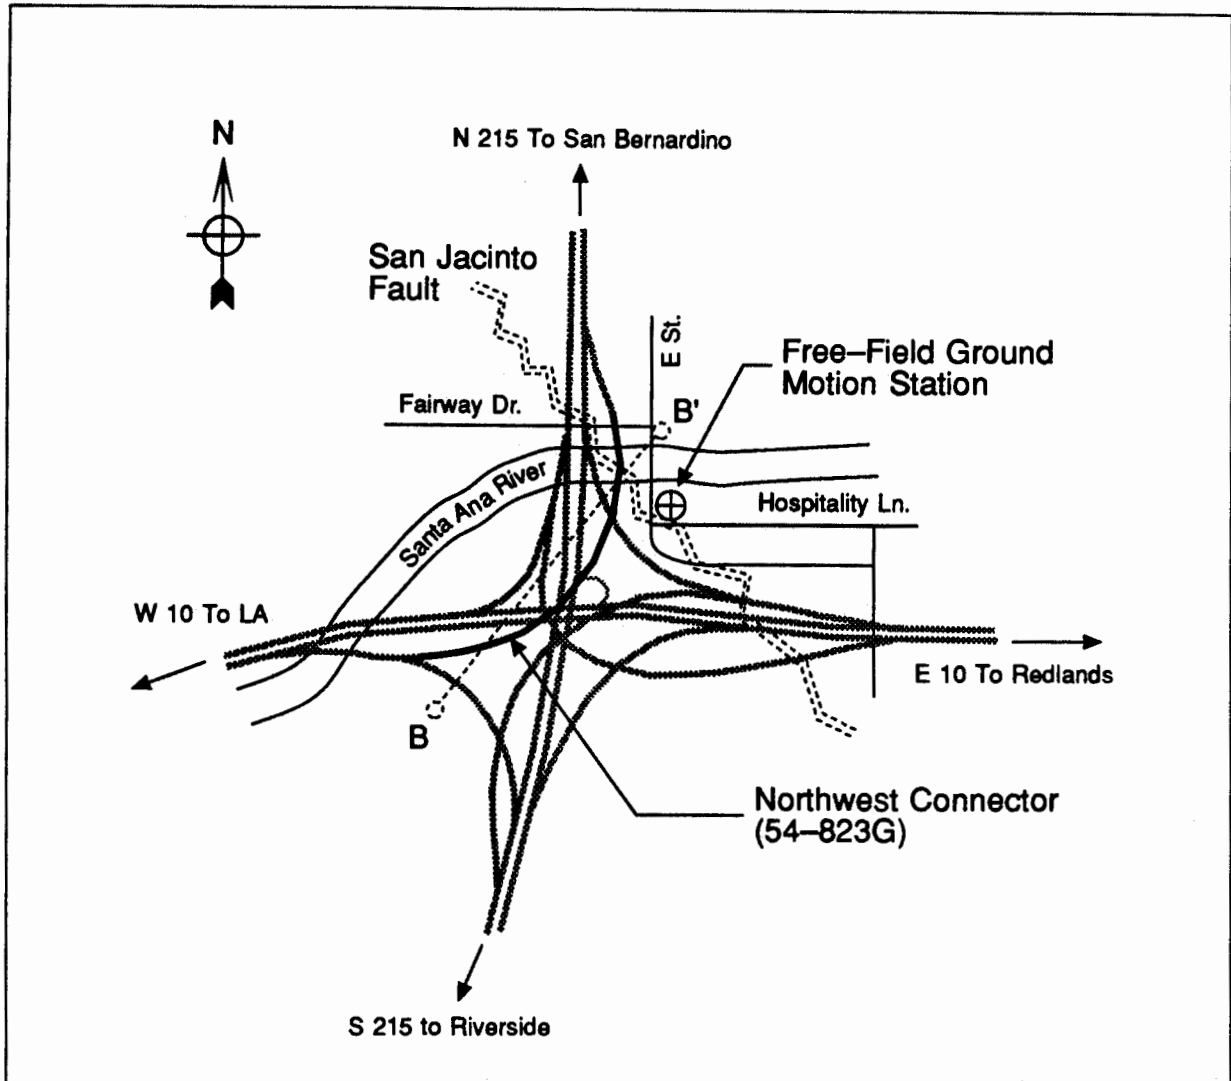 N
N 215 To San Bernardino
San Jacinto
Fault
E St.
Free–Field Ground
Motion Station
Fairway Dr.
B'
Santa Ana River
Hospitality Ln.
W 10 To LA
E 10 To Redlands
B
Northwest Connector
(54–823G)
S 215 to Riverside